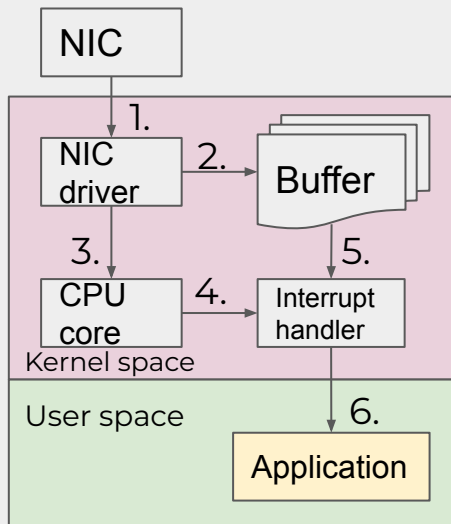 NIC
1.
NIC
driver
2.
Buffer
3.
5.
CPU
core
4.
Interrupt
handler
Kernel space
6.
User space
Application